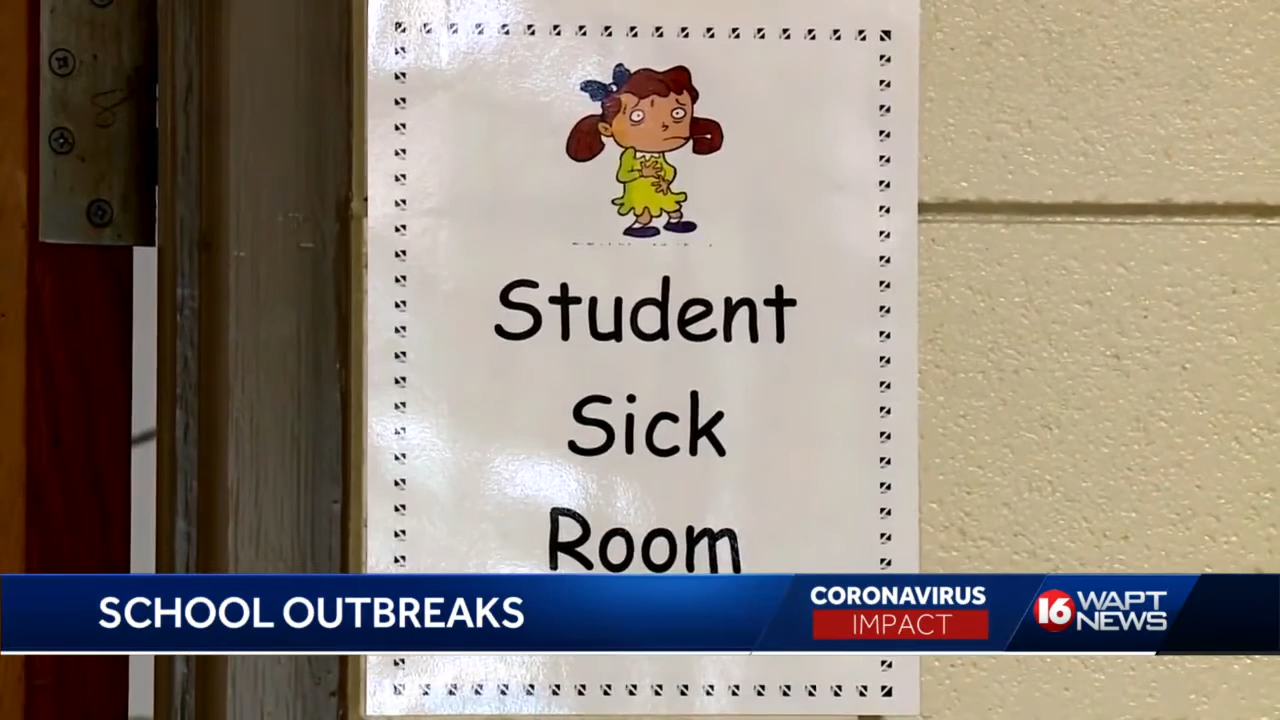 Student
Sick
Room
SCHOOL OUTBREAKS
CORONAVIRUS
IMPACT
16 WAPT
NEWS